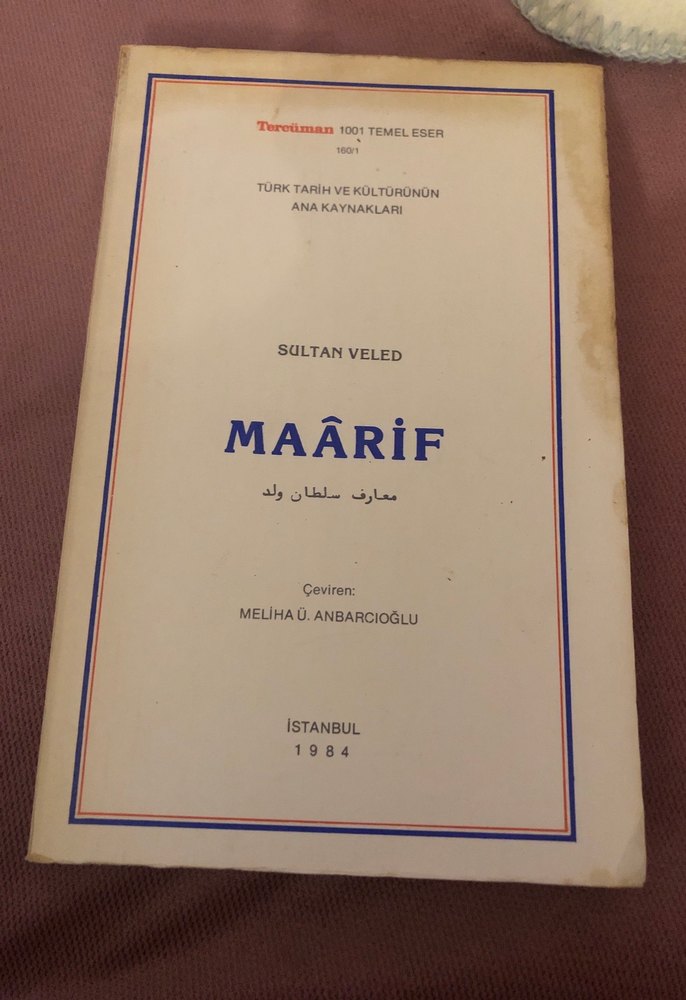 Tercüman 1001 TEMEL ESER
160/1
TÜRK TARİH VE KÜLTÜRÜNÜN
ANA KAYNAKLARI
SULTAN VELED
MAÂRİF
معارف سلطان ولد
Çeviren:
MELİHA Ü. ANBARCIOĞLU
İSTANBUL
1984